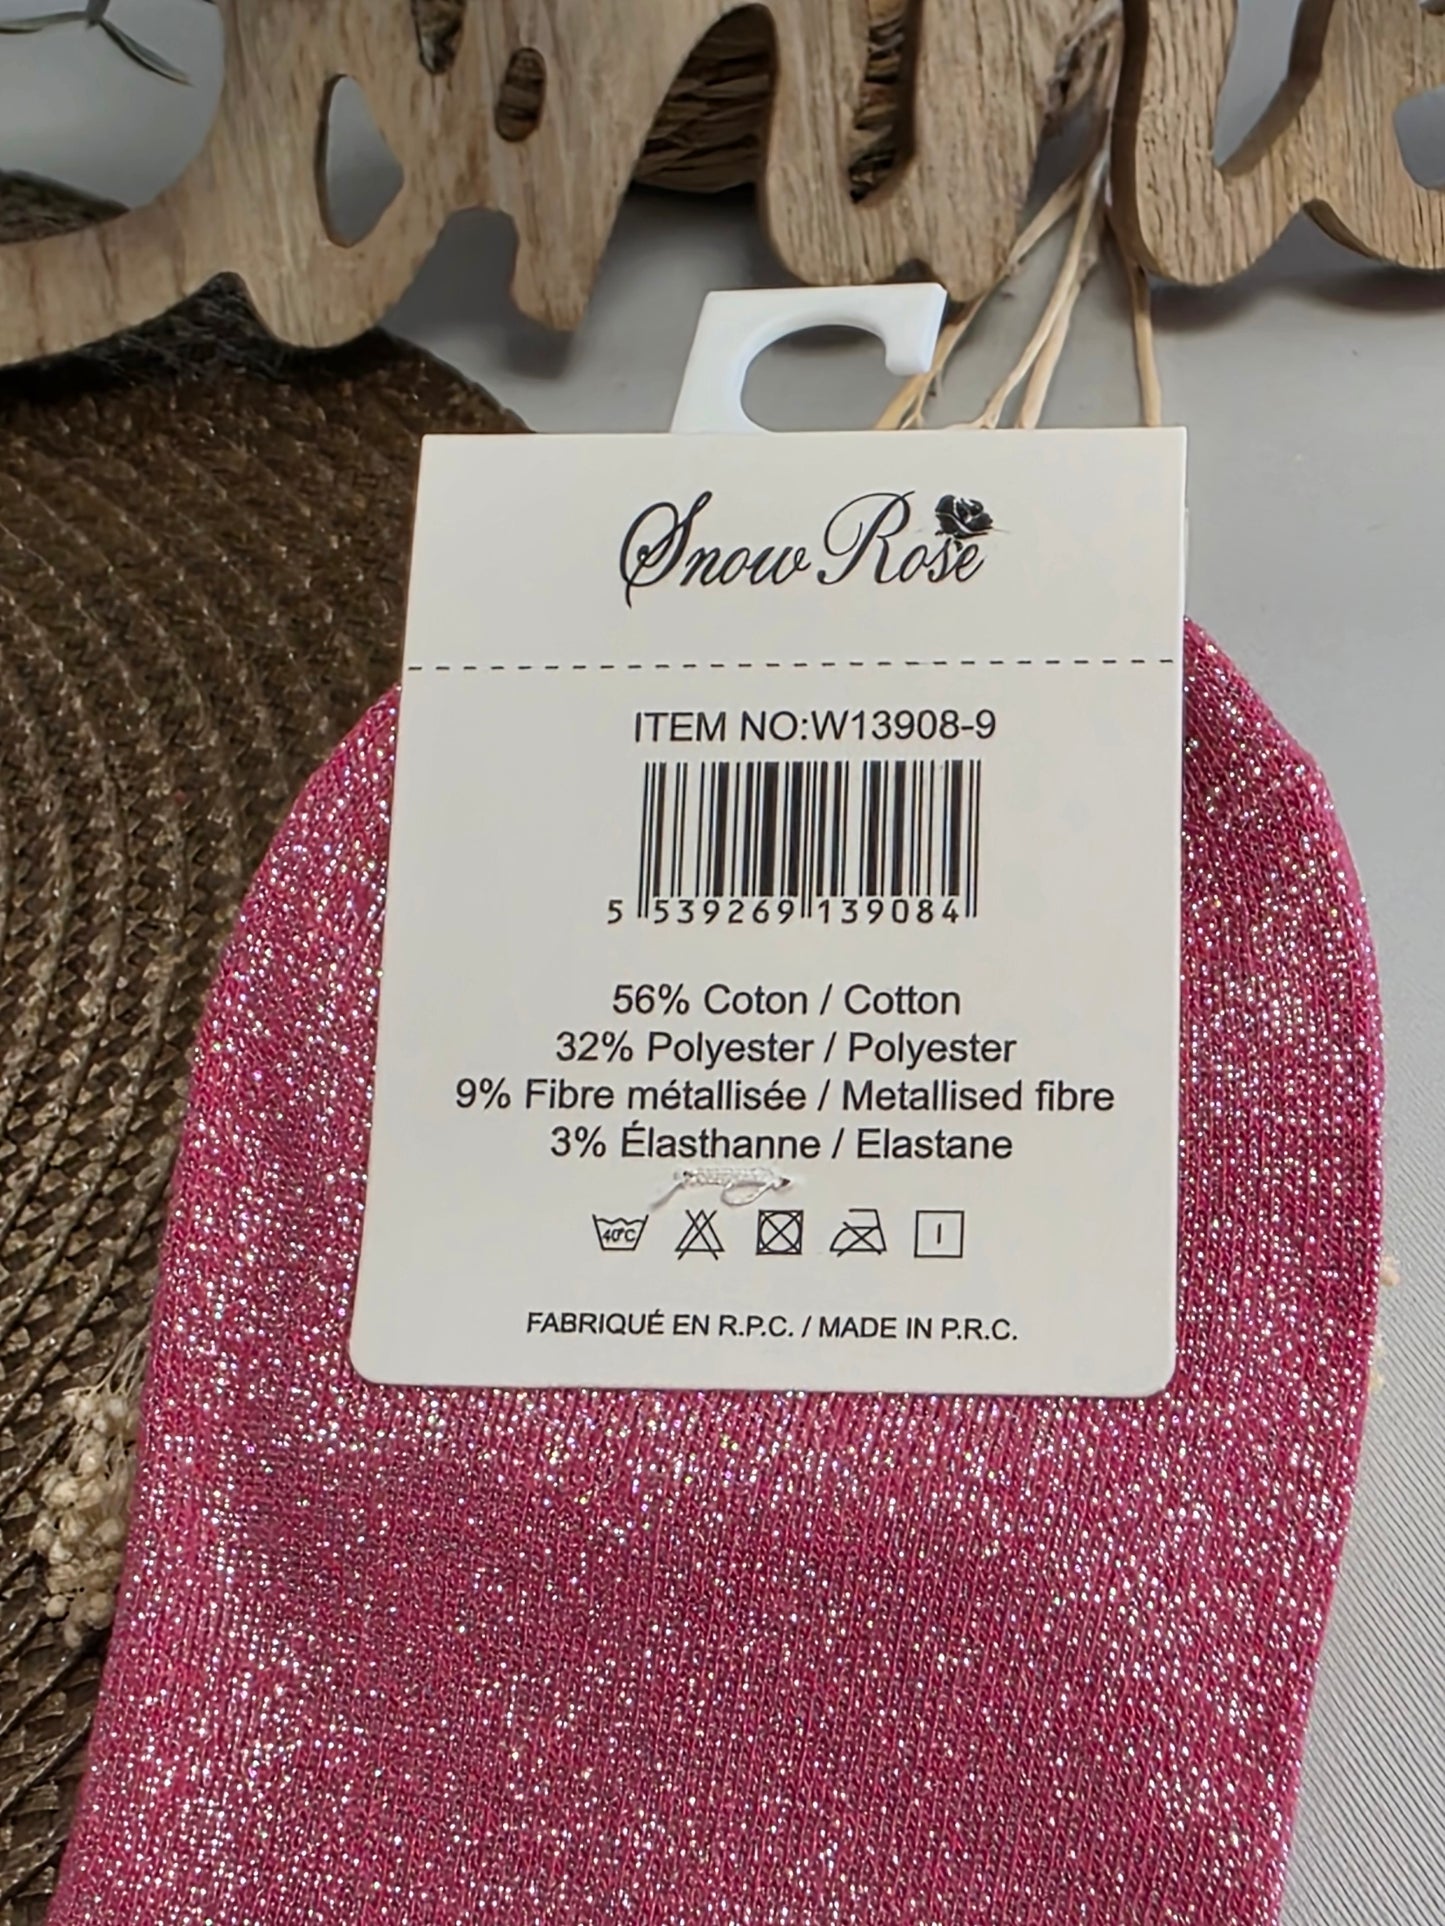 Snow Rose
ITEM NO:W13908-9
5 539269 139084
56% Coton / Cotton
32% Polyester / Polyester
9% Fibre métallisée / Metallised fibre
3% Élasthanne / Elastane
40°C
FABRIQUÉ EN R.P.C. / MADE IN P.R.C.